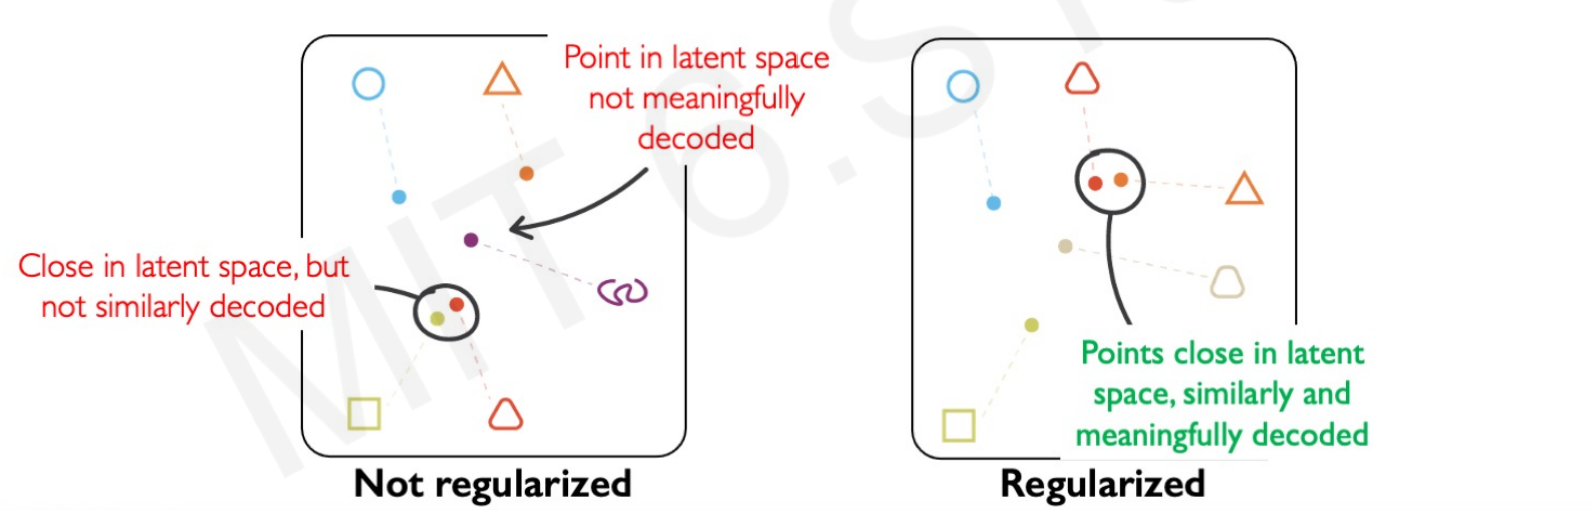 Point in latent space
not meaningfully
decoded
Close in latent space, but
not similarly decoded
Not regularized
Points close in latent
space, similarly and
meaningfully decoded
Regularized
MIT 6.S